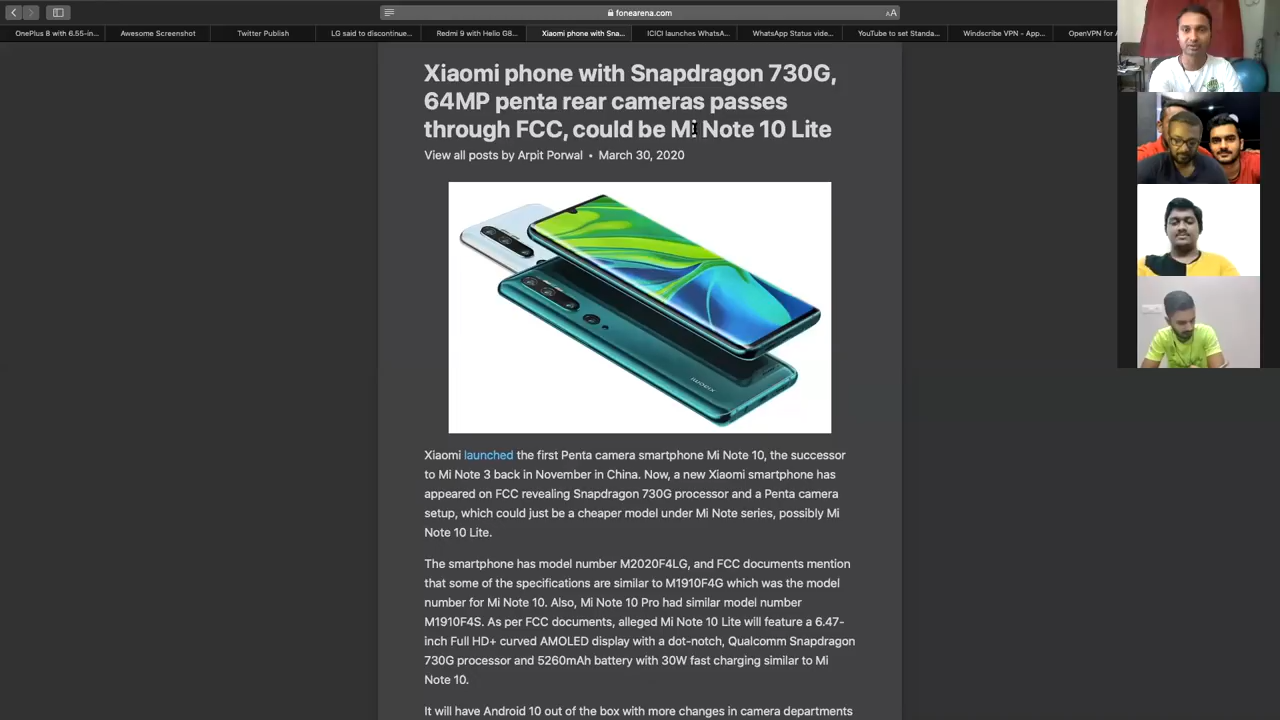 fonearena.com
AA
OnePlus 8 with 6.55-in...
Awesome Screenshot
Twitter Publish
LG said to discontinue...
Redmi 9 with Helio G8...
Xiaomi phone with Sna...
ICICI launches WhatsA...
WhatsApp Status vide...
YouTube to set Standa...
Windscribe VPN - App...
OpenVPN for A
Xiaomi phone with Snapdragon 730G,
64MP penta rear cameras passes
through FCC, could be Mi Note 10 Lite
View all posts by Arpit Porwal • March 30, 2020
XIAOMI
Xiaomi launched the first Penta camera smartphone Mi Note 10, the successor
to Mi Note 3 back in November in China. Now, a new Xiaomi smartphone has
appeared on FCC revealing Snapdragon 730G processor and a Penta camera
setup, which could just be a cheaper model under Mi Note series, possibly Mi
Note 10 Lite.
The smartphone has model number M2020F4LG, and FCC documents mention
that some of the specifications are similar to M1910F4G which was the model
number for Mi Note 10. Also, Mi Note 10 Pro had similar model number
M1910F4S. As per FCC documents, alleged Mi Note 10 Lite will feature a 6.47-
inch Full HD+ curved AMOLED display with a dot-notch, Qualcomm Snapdragon
730G processor and 5260mAh battery with 30W fast charging similar to Mi
Note 10.
It will have Android 10 out of the box with more changes in camera departments